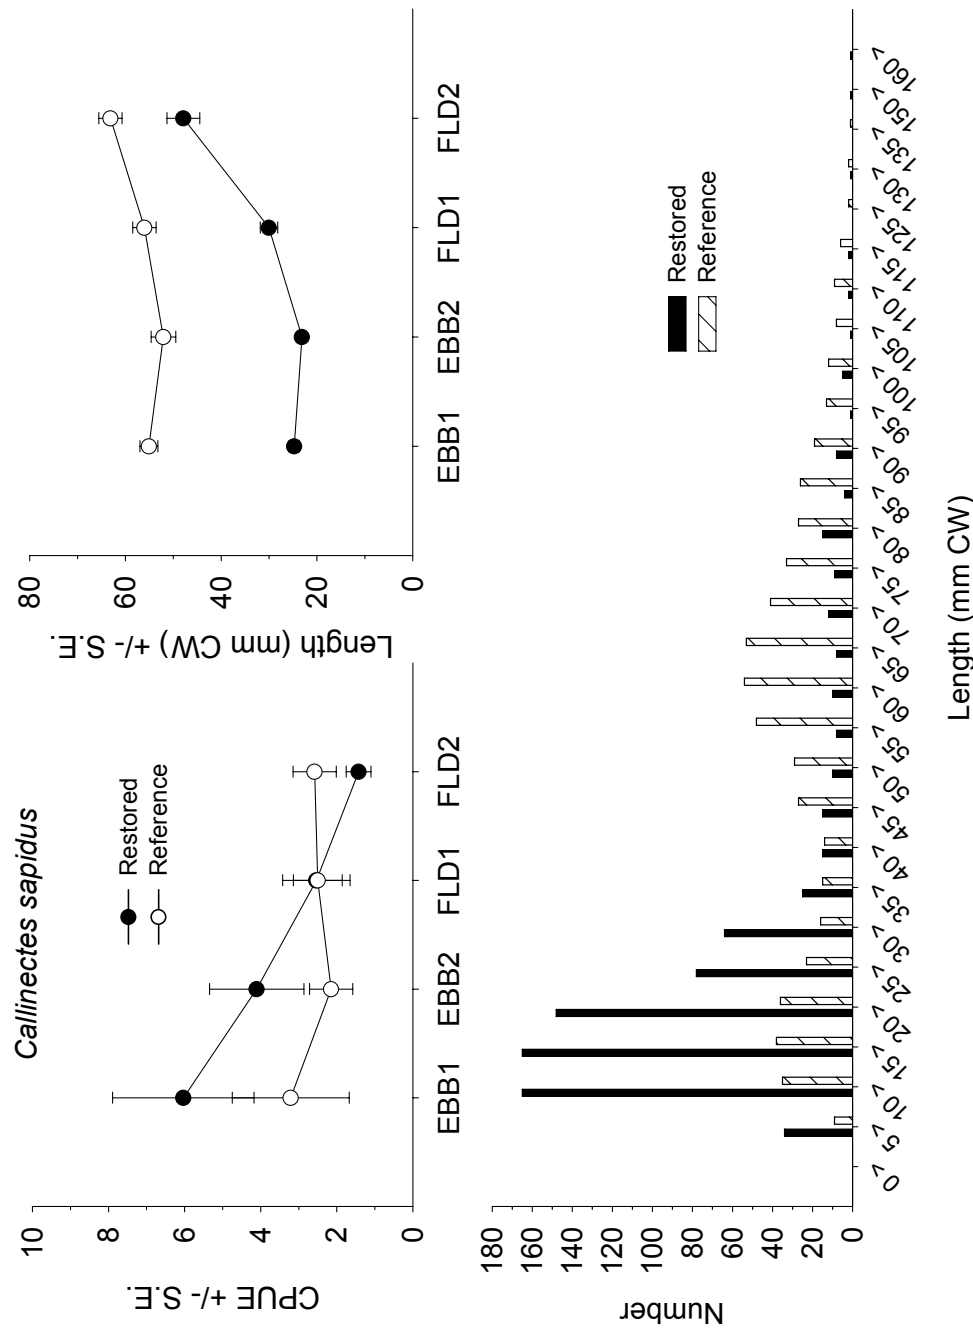 Callinectes sapidus
Restored
Reference
CPUE +/- S.E.
10
8
6
4
2
0
EBB1 EBB2 FLD1 FLD2
Length (mm CW) +/- S.E.
80
60
40
20
0
EBB1 EBB2 FLD1 FLD2
Restored
Reference
Number
180
160
140
120
100
80
60
40
20
0
0 > 5 > 10 > 15 > 20 > 25 > 30 > 35 > 40 > 45 > 50 > 55 > 60 > 65 > 70 > 75 > 80 > 85 > 90 > 95 > 100 > 105 > 110 > 115 > 125 > 130 > 135 > 150 > 160 >
Length (mm CW)